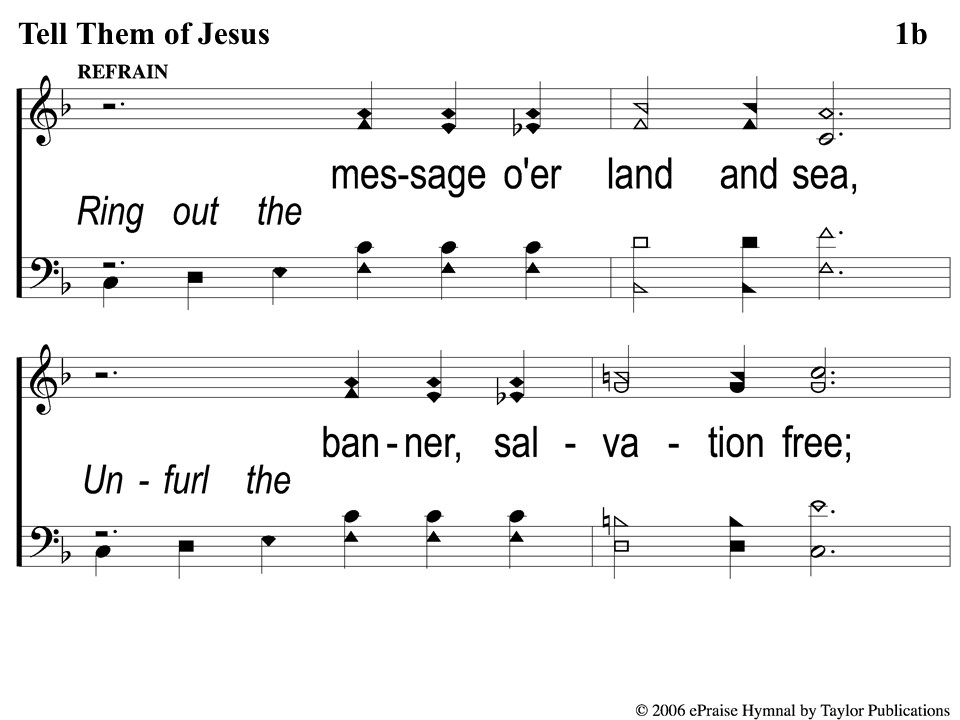 Tell Them of Jesus 1b
REFRAIN
mes-sage o'er land and sea,
Ring out the
ban - ner, sal - va - tion free;
Un - furl the
© 2006 ePraise Hymnal by Taylor Publications